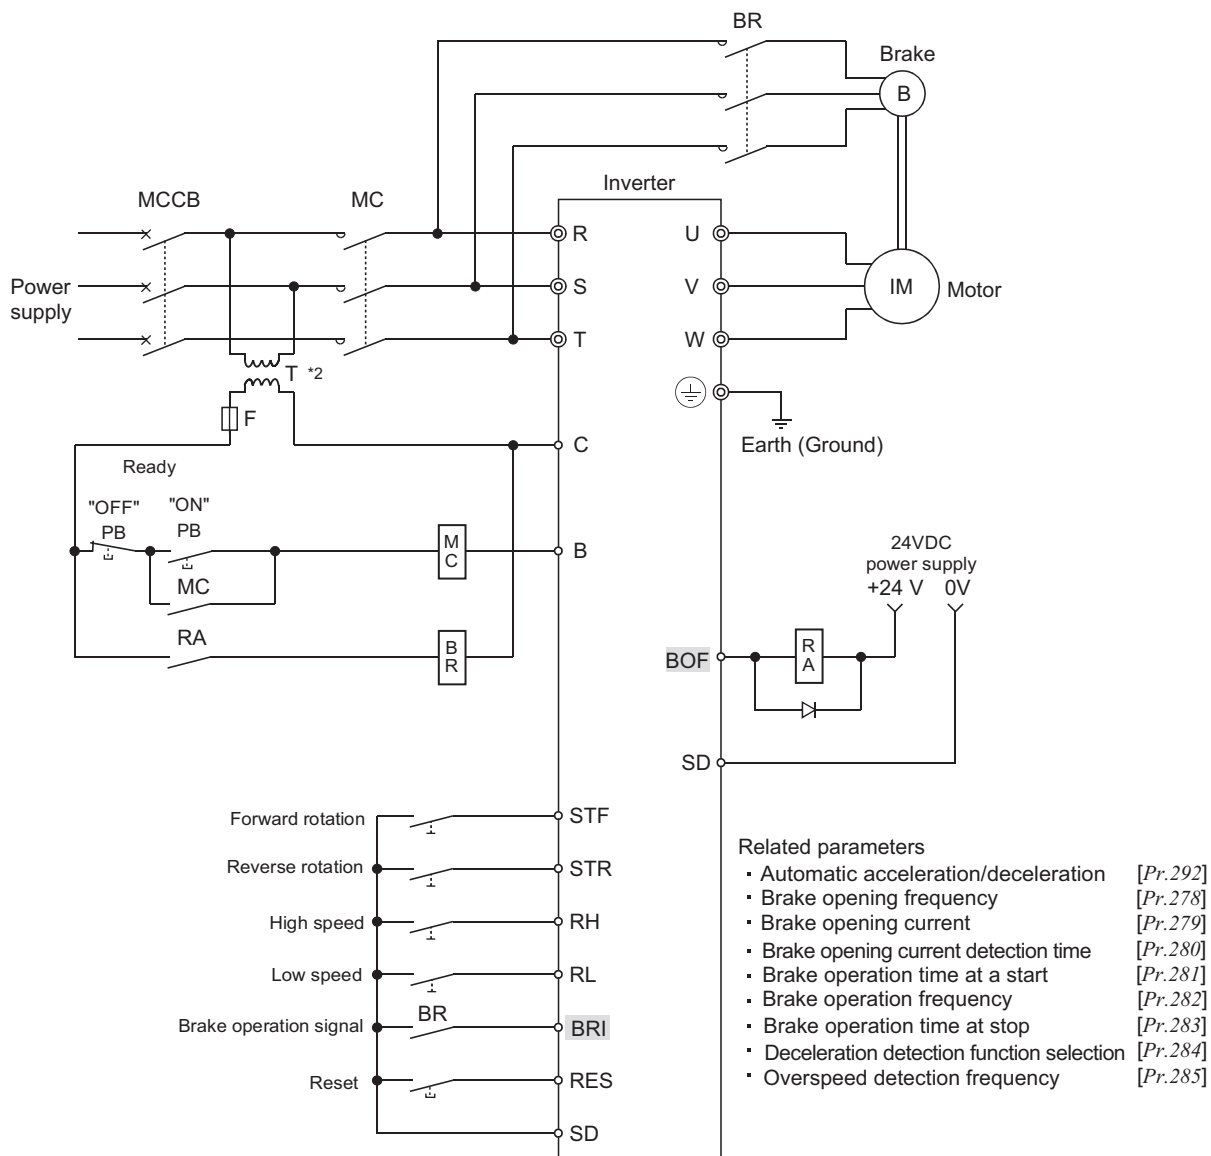 BR
Brake
B
Inverter
MCCB
MC
R
U
Power
supply
S
V
IM
Motor
T
W
T *2
F
Earth (Ground)
C
Ready
"OFF"
PB
"ON"
PB
M
C
B
MC
24VDC
power supply
+24 V
0V
RA
B
R
BOF
R
A
SD
Forward rotation
STF
Reverse rotation
STR
High speed
RH
Low speed
RL
Brake operation signal
BR
BRI
Reset
RES
SD
Related parameters
· Automatic acceleration/deceleration [Pr.292]
· Brake opening frequency [Pr.278]
· Brake opening current [Pr.279]
· Brake opening current detection time [Pr.280]
· Brake operation time at a start [Pr.281]
· Brake operation frequency [Pr.282]
· Brake operation time at stop [Pr.283]
· Deceleration detection function selection [Pr.284]
· Overspeed detection frequency [Pr.285]